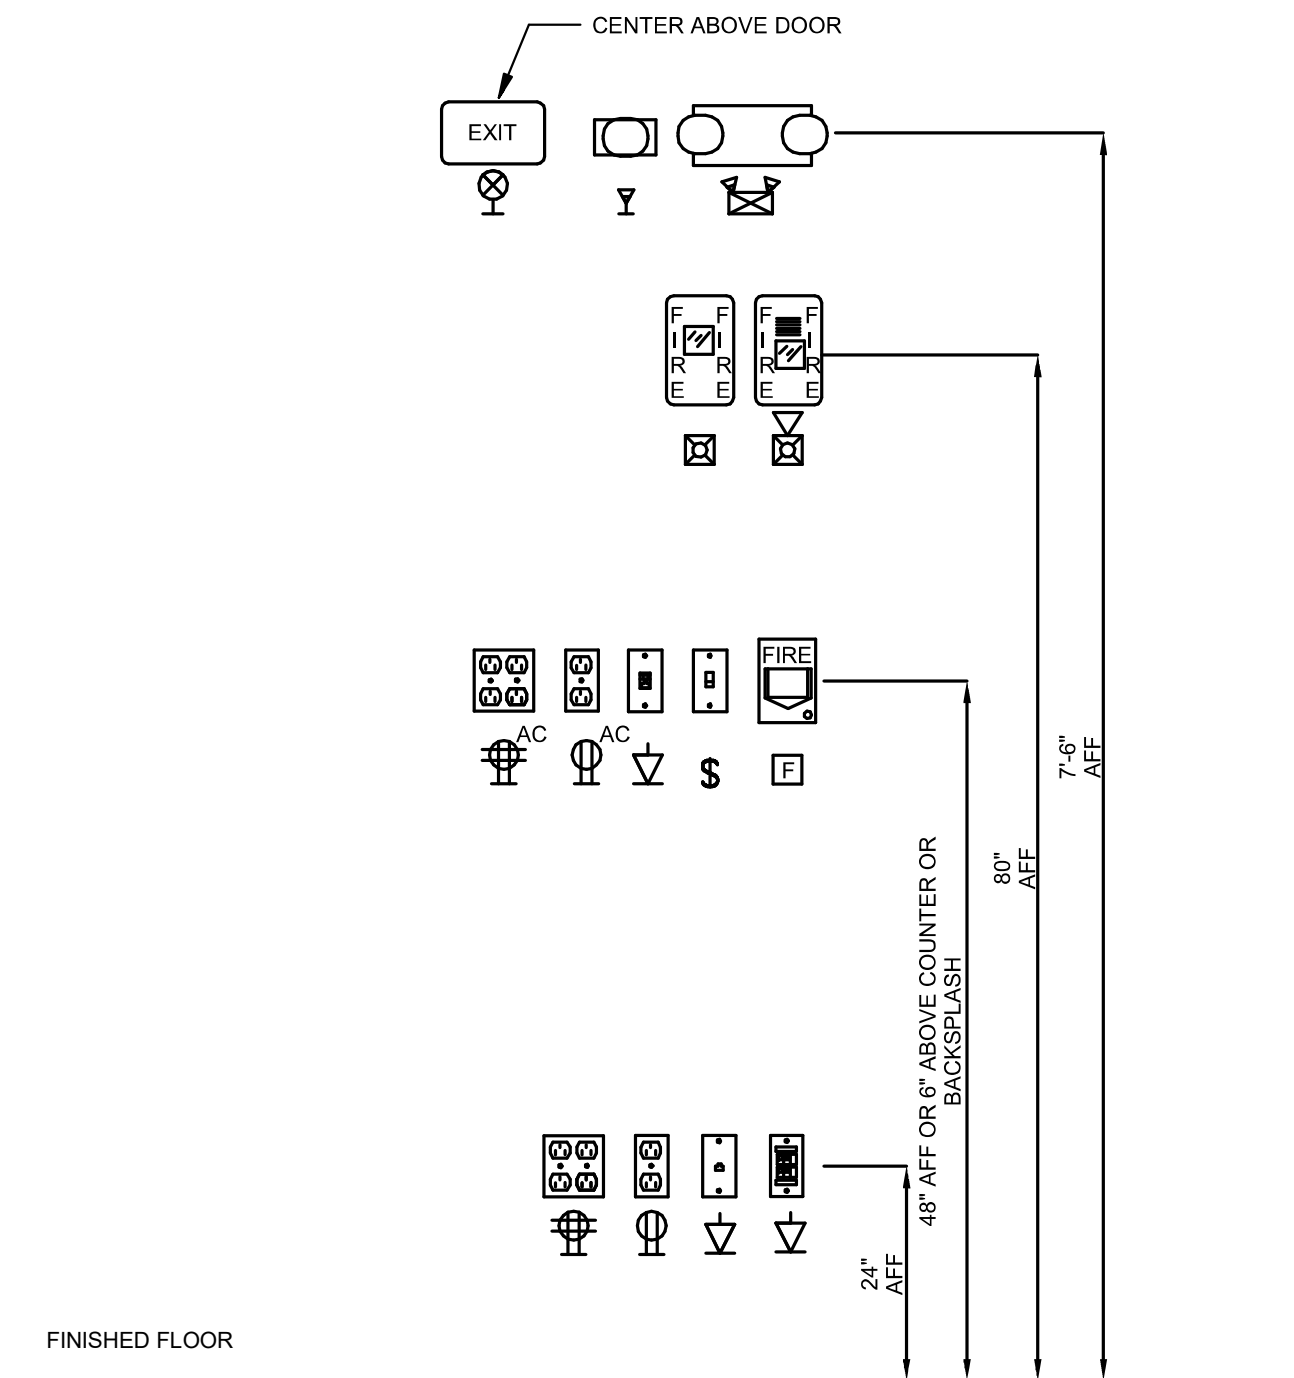 CENTER ABOVE DOOR
EXIT
F F
I I
R R
E E
F F
I I
R R
E E
FIRE
AC
AC
$
F
7'-6"
AFF
80"
AFF
48" AFF OR 6" ABOVE COUNTER OR
BACKSPLASH
24"
AFF
FINISHED FLOOR